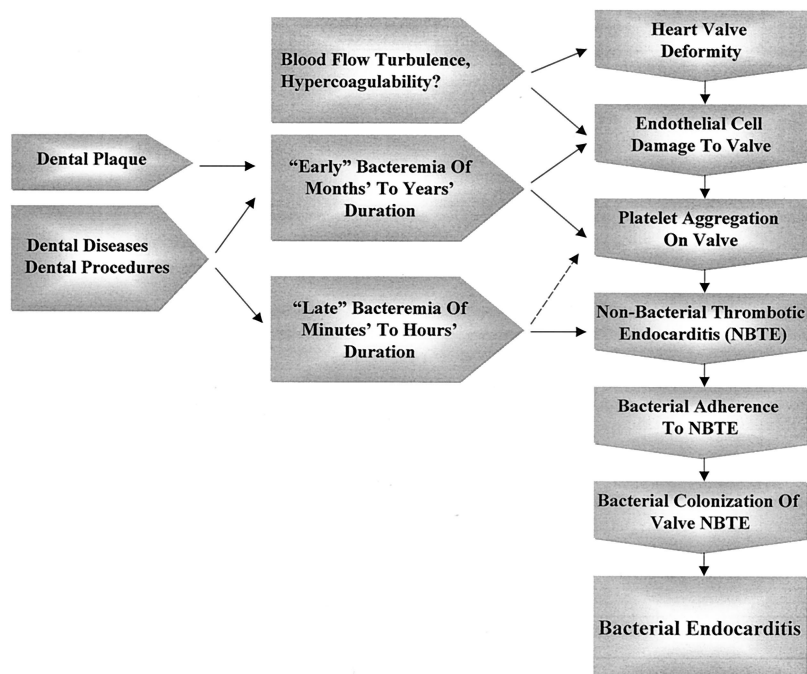 Heart Valve
Deformity
Blood Flow Turbulence,
Hypercoagulability?
Endothelial Cell
Damage To Valve
Dental Plaque
“Early” Bacteremia Of
Months’ To Years’
Duration
Platelet Aggregation
On Valve
Dental Diseases
Dental Procedures
“Late” Bacteremia Of
Minutes’ To Hours’
Duration
Non-Bacterial Thrombotic
Endocarditis (NBTE)
Bacterial Adherence
To NBTE
Bacterial Colonization Of
Valve NBTE
Bacterial Endocarditis